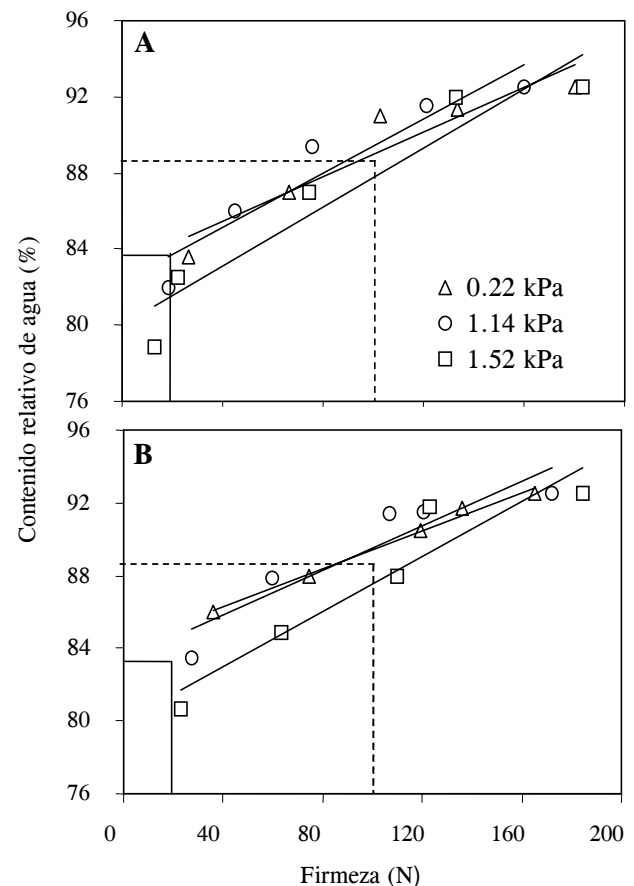 96
A
92
88
84
80
76
0.22 kPa
1.14 kPa
1.52 kPa
Contenido relativo de agua (%)
96
B
92
88
84
80
76
0 40 80 120 160 200
Firmeza (N)